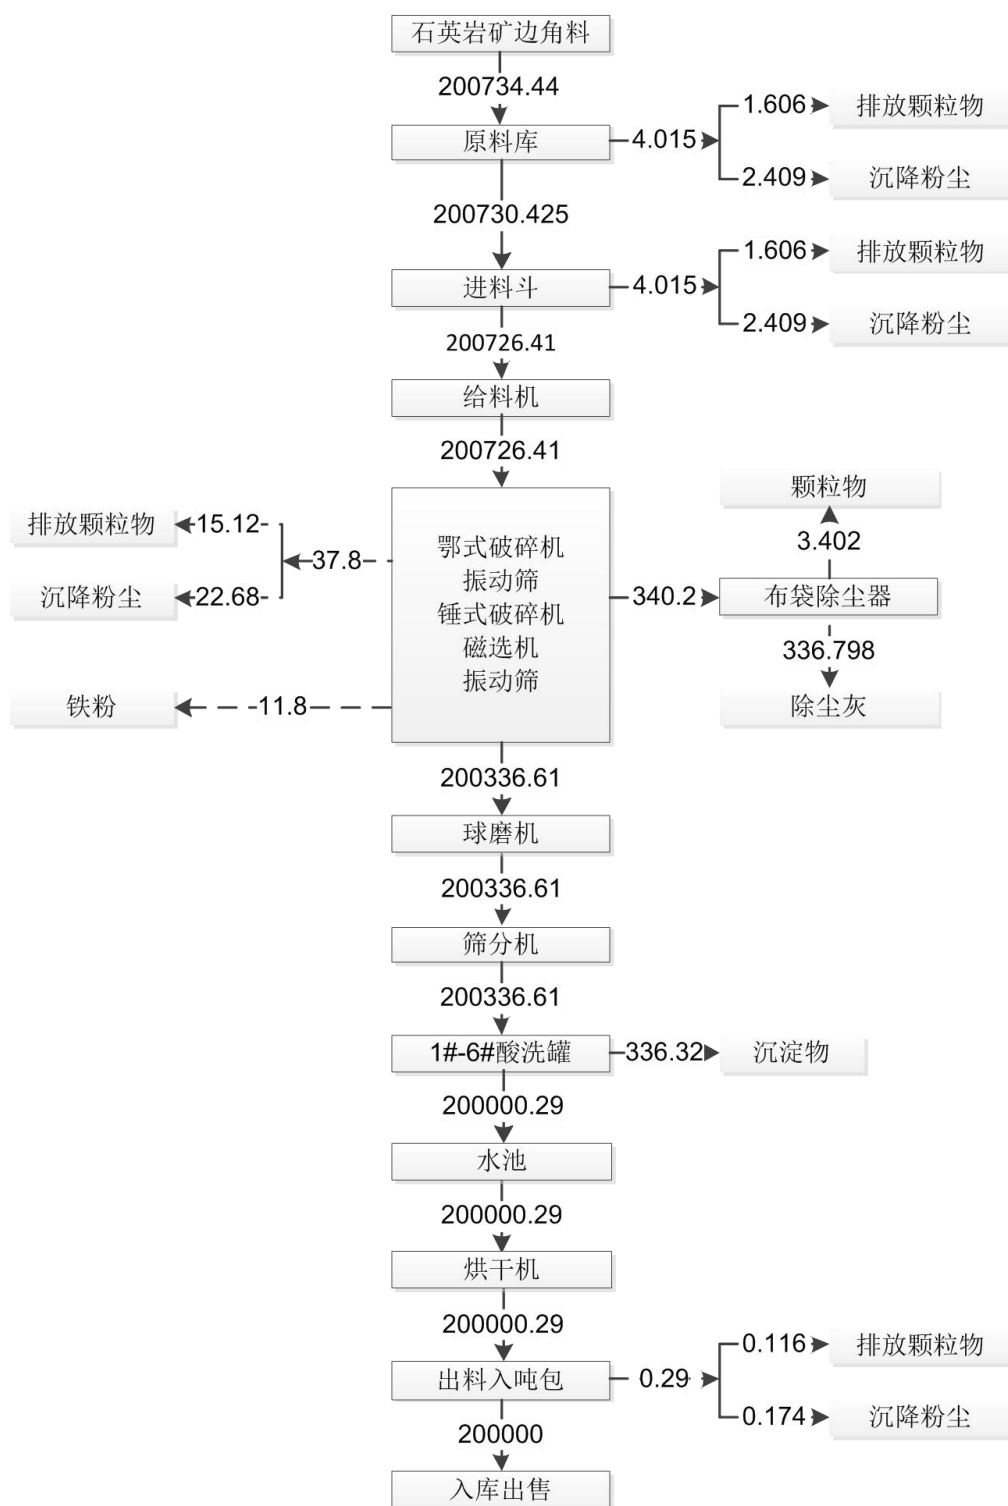 石英岩矿边角料
200734.44
原料库
4.015
1.606
排放颗粒物
2.409
沉降粉尘
200730.425
进料斗
4.015
1.606
排放颗粒物
2.409
沉降粉尘
200726.41
给料机
200726.41
鄂式破碎机
振动筛
锤式破碎机
磁选机
振动筛
37.8
15.12
排放颗粒物
22.68
沉降粉尘
11.8
铁粉
340.2
布袋除尘器
3.402
颗粒物
336.798
除尘灰
200336.61
球磨机
200336.61
筛分机
200336.61
1#-6#酸洗罐
336.32
沉淀物
200000.29
水池
200000.29
烘干机
200000.29
出料入吨包
0.29
0.116
排放颗粒物
0.174
沉降粉尘
200000
入库出售